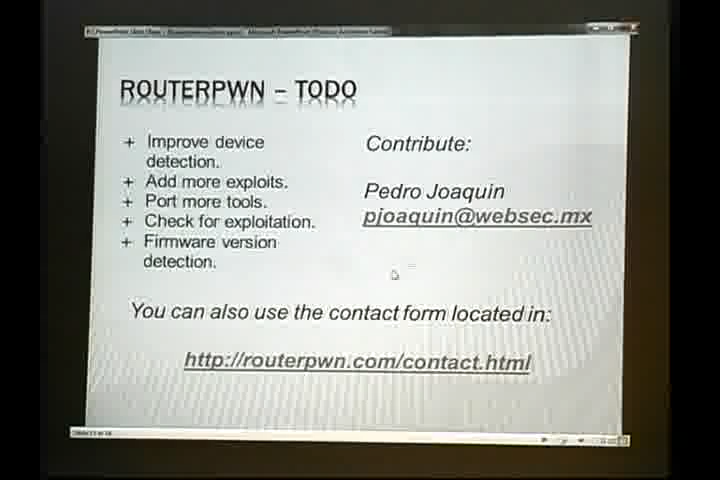 ROUTERPWN – TODO
+ Improve device
detection.
+ Add more exploits.
+ Port more tools.
+ Check for exploitation.
+ Firmware version
detection.
Contribute:
Pedro Joaquin
pjoaquin@websec.mx
You can also use the contact form located in:
http://routerpwn.com/contact.html